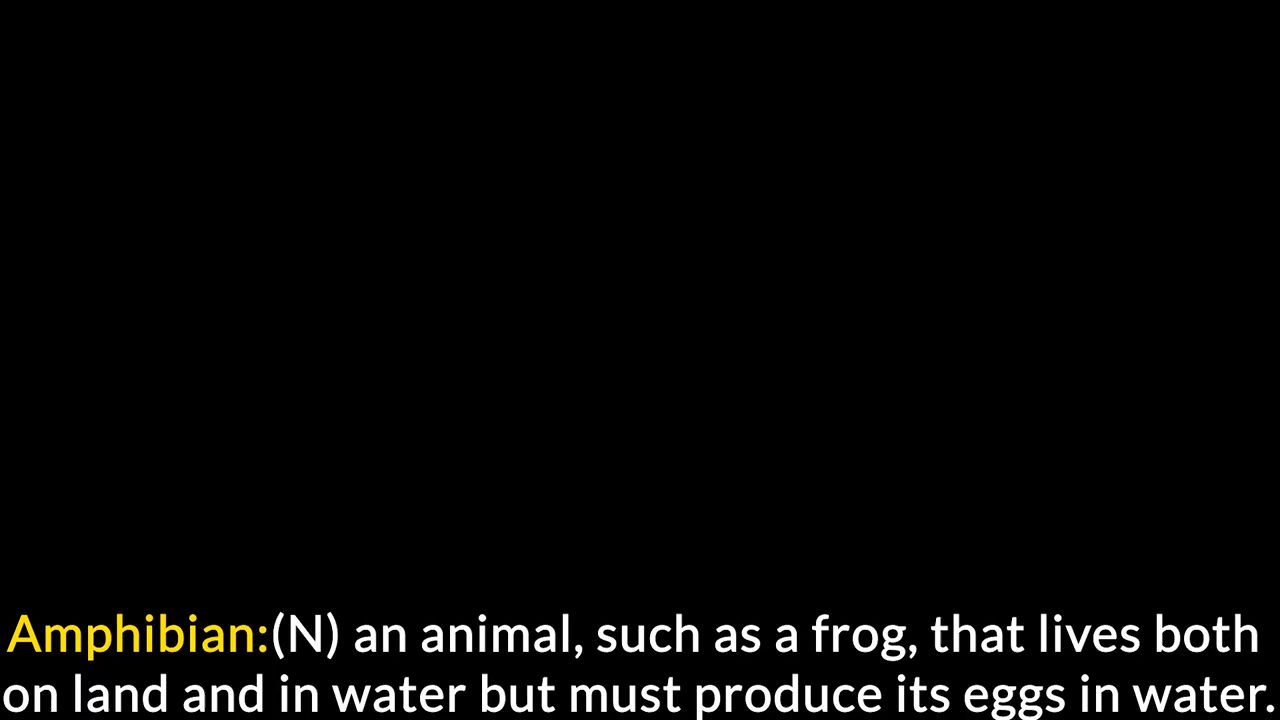 Amphibian:(N) an animal, such as a frog, that lives both
on land and in water but must produce its eggs in water.